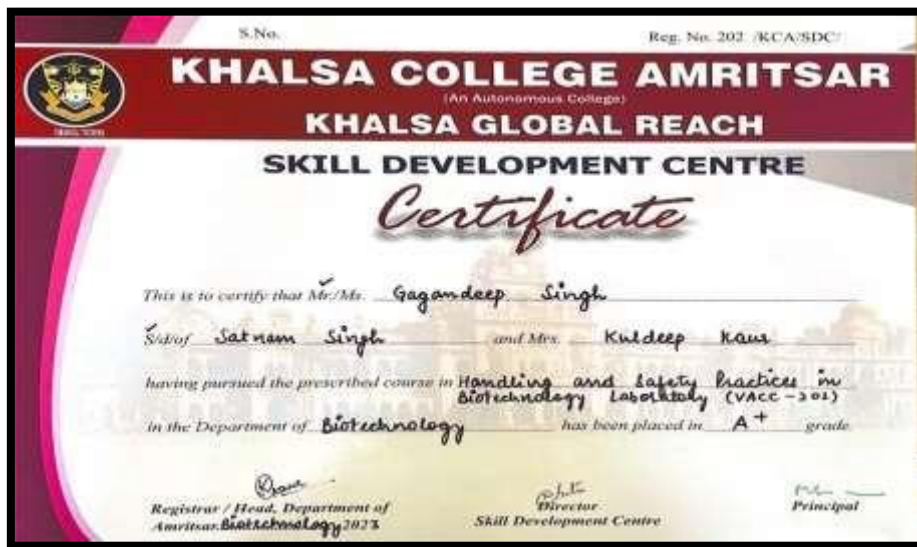 S.No. Reg. No. 202 /KCA/SDC/
KHALSA COLLEGE AMRITSAR
(An Autonomous College)
KHALSA GLOBAL REACH
SKILL DEVELOPMENT CENTRE
Certificate
This is to certify that Mr./Ms. Gagandeep Singh
S/d/of Satnam Singh and Mrs. Kuldeep Kaur
having pursued the prescribed course in Handling and Safety Practices in
Biotechnology Laboratory (VACC-201)
in the Department of Biotechnology has been placed in A+ grade
Registrar / Head, Department of Director Principal
Amritsar. Biotechnology 2023 Skill Development Centre